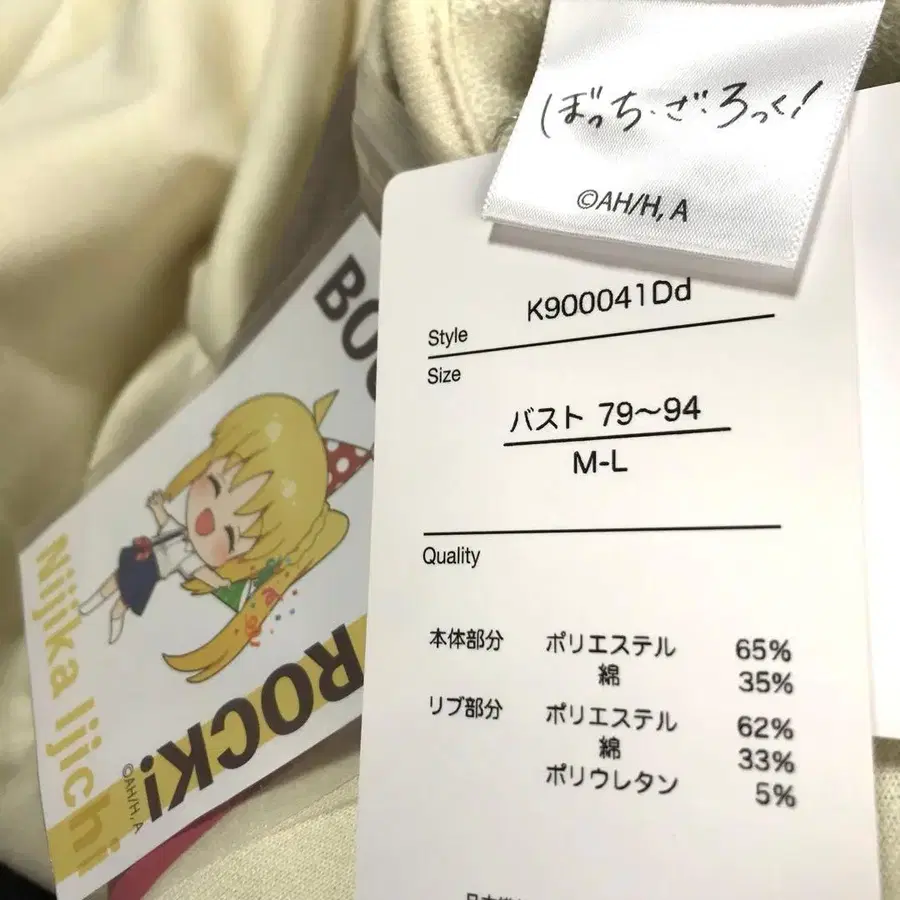 ぼっち・ざ・ろっく!
©AH/H, A
Style K900041Dd
Size
バスト 79～94
M-L
Quality
本体部分 ポリエステル 65%
綿 35%
リブ部分 ポリエステル 62%
綿 33%
ポリウレタン 5%
ROCK!
Nijika Ijichi
©AH/H, A